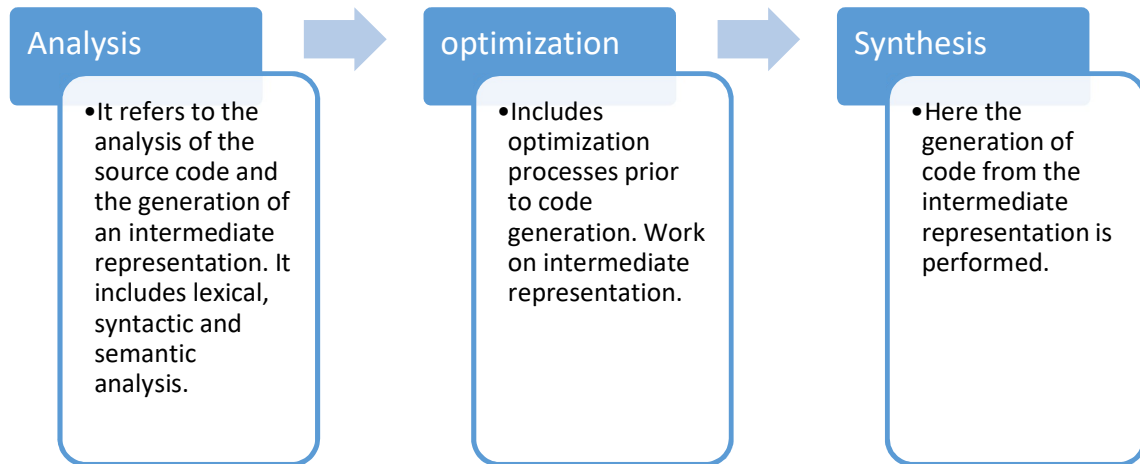 Analysis
•It refers to the
analysis of the
source code and
the generation of
an intermediate
representation. It
includes lexical,
syntactic and
semantic
analysis.
optimization
•Includes
optimization
processes prior
to code
generation. Work
on intermediate
representation.
Synthesis
•Here the
generation of
code from the
intermediate
representation is
performed.